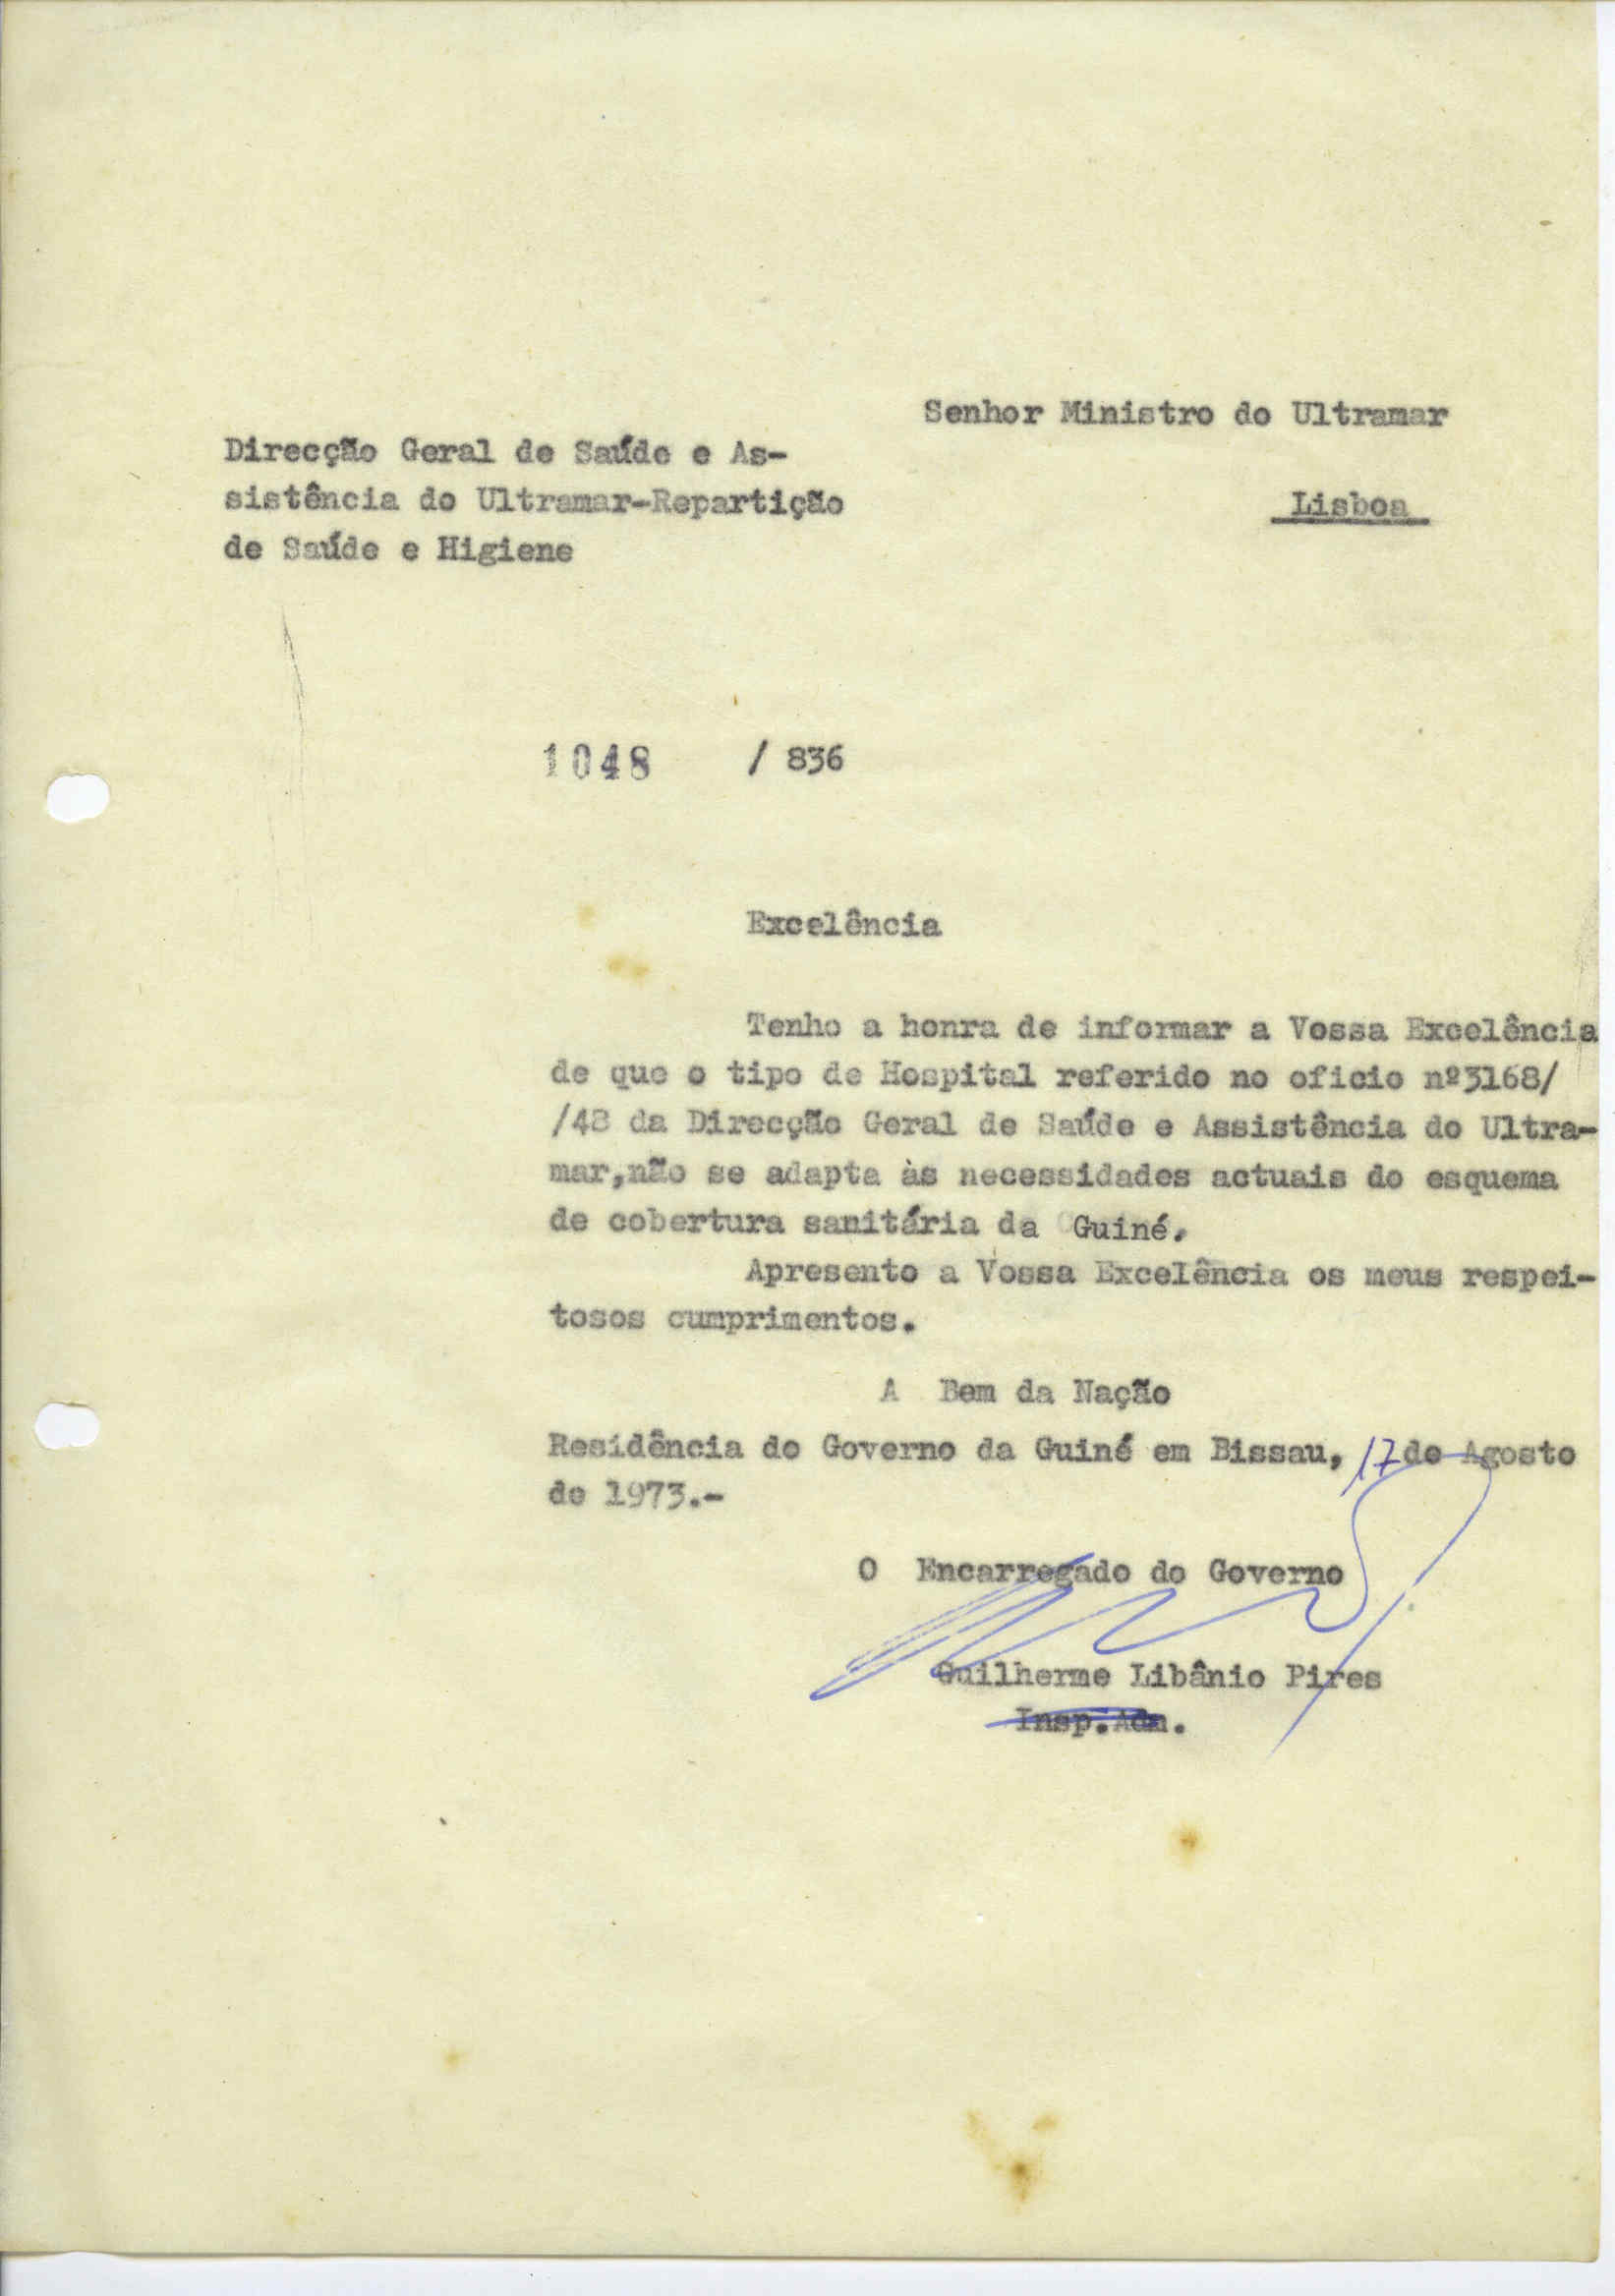 Senhor Ministro do Ultramar
Direcção Geral de Saúde e As-
sistência do Ultramar-Repartição
Lisboa
de Saúde e Higiene
1048 / 836
Excelência
Tenho a honra de informar a Vossa Excelência
de que o tipo de Hospital referido no oficio nº3168/
/48 da Direcção Geral de Saúde e Assistência do Ultra-
mar,não se adapta às necessidades actuais do esquema
de cobertura sanitária da Guiné.
Apresento a Vossa Excelência os meus respei-
tosos cumprimentos.
A Bem da Nação
Residência do Governo da Guiné em Bissau, 17 de Agosto
de 1973.-
O Encarregado do Governo
Guilherme Libânio Pires
Insp.Adm.